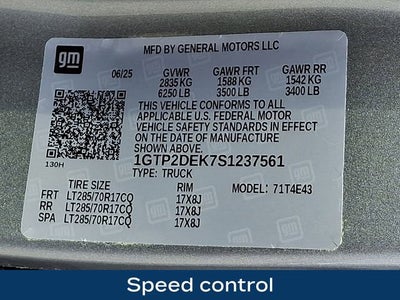 gm
MFD BY GENERAL MOTORS LLC
06/25 GVWR GAWR FRT GAWR RR
2835 KG 1588 KG 1542 KG
6250 LB 3500 LB 3400 LB
THIS VEHICLE CONFORMS TO ALL
APPLICABLE U.S. FEDERAL MOTOR
VEHICLE SAFETY STANDARDS IN EFFECT
ON THE DATE OF MANUFACTURE
SHOWN ABOVE.
130H 1GTP2DEK7S1237561
TYPE: TRUCK MODEL: 71T4E43
TIRE SIZE RIM
FRT LT285/70R17CQ 17X8J
RR LT285/70R17CQ 17X8J
SPA LT285/70R17CQ 17X8J
Speed control